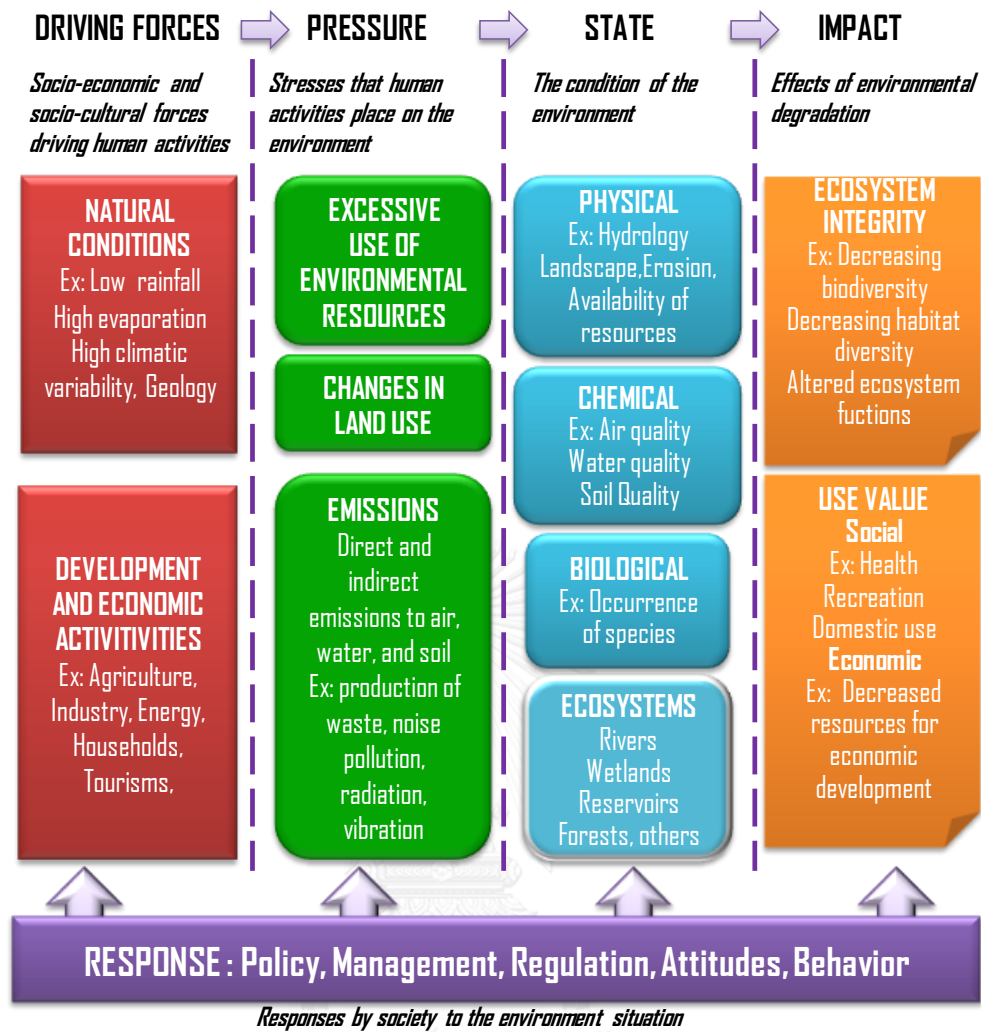 DRIVING FORCES
PRESSURE
STATE
IMPACT
Socio-economic and
socio-cultural forces
driving human activities
Stresses that human
activities place on the
environment
The condition of the
environment
Effects of environmental
degradation
NATURAL
CONDITIONS
Ex: Low rainfall
High evaporation
High climatic
variability, Geology
DEVELOPMENT
AND ECONOMIC
ACTIVITIVITIES
Ex: Agriculture,
Industry, Energy,
Households,
Tourisms,
EXCESSIVE
USE OF
ENVIRONMENTAL
RESOURCES
CHANGES IN
LAND USE
EMISSIONS
Direct and
indirect
emissions to air,
water, and soil
Ex: production of
waste, noise
pollution,
radiation,
vibration
PHYSICAL
Ex: Hydrology
Landscape,Erosion,
Availability of
resources
CHEMICAL
Ex: Air quality
Water quality
Soil Quality
BIOLOGICAL
Ex: Occurrence
of species
ECOSYSTEMS
Rivers
Wetlands
Reservoirs
Forests, others
ECOSYSTEM
INTEGRITY
Ex: Decreasing
biodiversity
Decreasing habitat
diversity
Altered ecosystem
fuctions
USE VALUE
Social
Ex: Health
Recreation
Domestic use
Economic
Ex: Decreased
resources for
economic
development
RESPONSE : Policy, Management, Regulation, Attitudes, Behavior
Responses by society to the environment situation